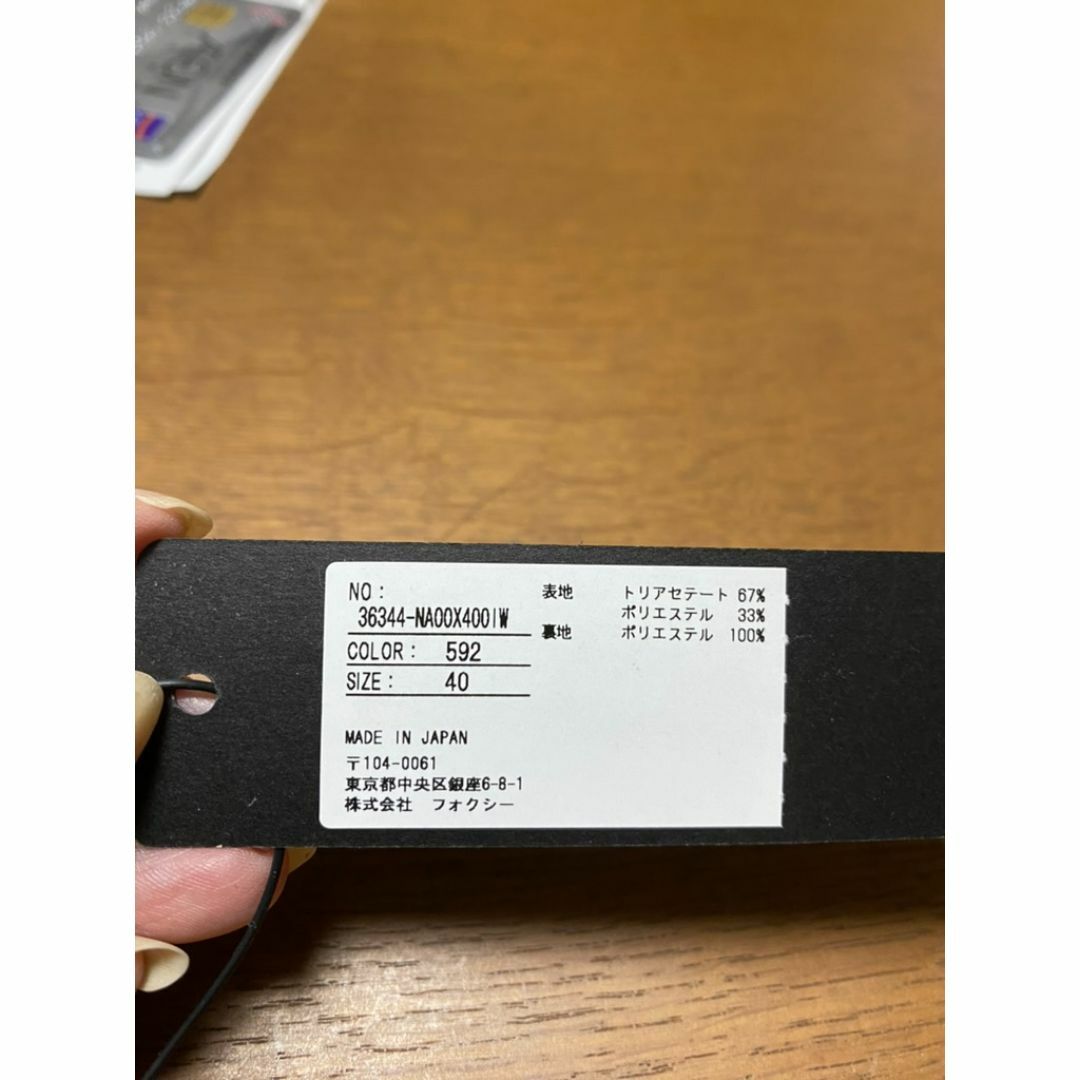 NO:
36344-NA00X400IW
COLOR: 592
SIZE: 40
表地 トリアセテート 67%
ポリエステル 33%
裏地 ポリエステル 100%
MADE IN JAPAN
〒104-0061
東京都中央区銀座6-8-1
株式会社 フォクシー